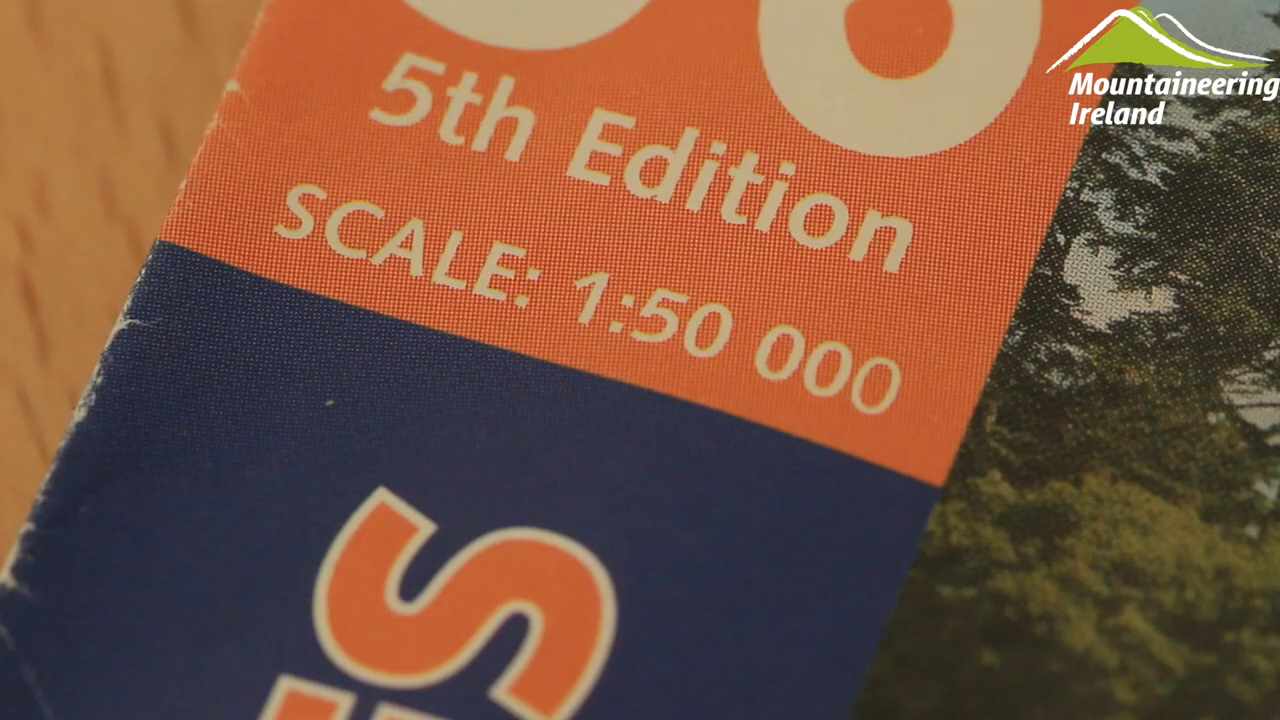 Mountaineering
Ireland
5th Edition
SCALE: 1:50 000
S